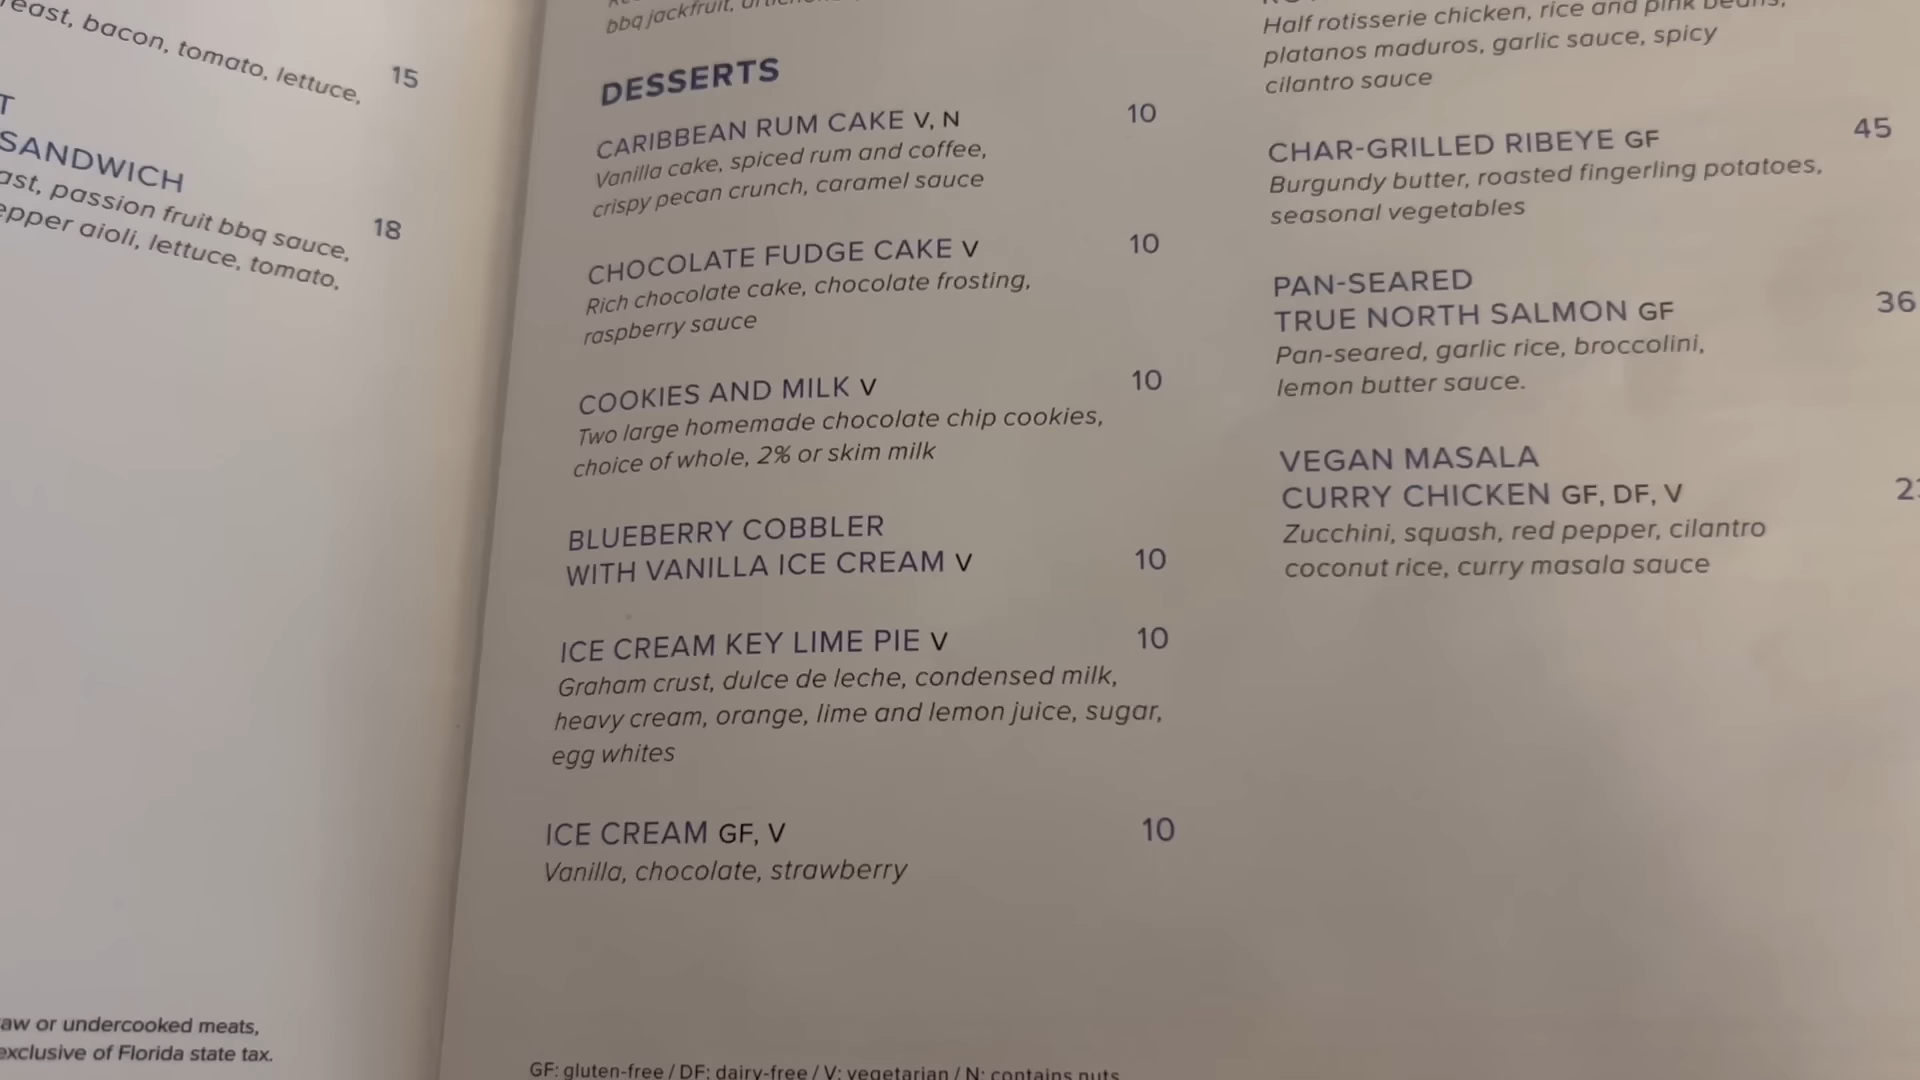 bacon, tomato, lettuce,
15
T
SANDWICH
passion fruit bbq sauce,
18
aioli, lettuce, tomato,
raw or undercooked meats,
exclusive of Florida state tax.
bbq jackfruit,
DESSERTS
CARIBBEAN RUM CAKE V, N 10
Vanilla cake, spiced rum and coffee,
crispy pecan crunch, caramel sauce
CHOCOLATE FUDGE CAKE V 10
Rich chocolate cake, chocolate frosting,
raspberry sauce
COOKIES AND MILK V 10
Two large homemade chocolate chip cookies,
choice of whole, 2% or skim milk
BLUEBERRY COBBLER
WITH VANILLA ICE CREAM V 10
ICE CREAM KEY LIME PIE V 10
Graham crust, dulce de leche, condensed milk,
heavy cream, orange, lime and lemon juice, sugar,
egg whites
ICE CREAM GF, V 10
Vanilla, chocolate, strawberry
GF: gluten-free / DF: dairy-free / V: vegetarian / N: contains nuts
Half rotisserie chicken, rice and pink beans,
platanos maduros, garlic sauce, spicy
cilantro sauce
CHAR-GRILLED RIBEYE GF 45
Burgundy butter, roasted fingerling potatoes,
seasonal vegetables
PAN-SEARED
TRUE NORTH SALMON GF 36
Pan-seared, garlic rice, broccolini,
lemon butter sauce.
VEGAN MASALA
CURRY CHICKEN GF, DF, V
Zucchini, squash, red pepper, cilantro
coconut rice, curry masala sauce